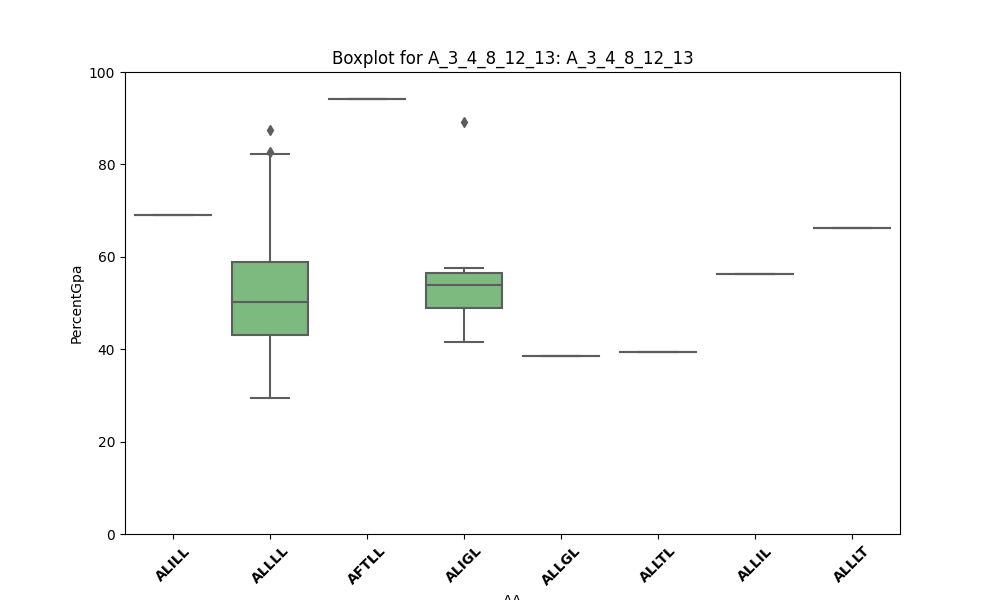 Boxplot for A_3_4_8_12_13: A_3_4_8_12_13
100
80
60
40
20
0
PercentGpa
ALILL
ALLLL
AFTLL
ALIGL
ALLGL
ALLTL
ALLIL
ALLLT
AA